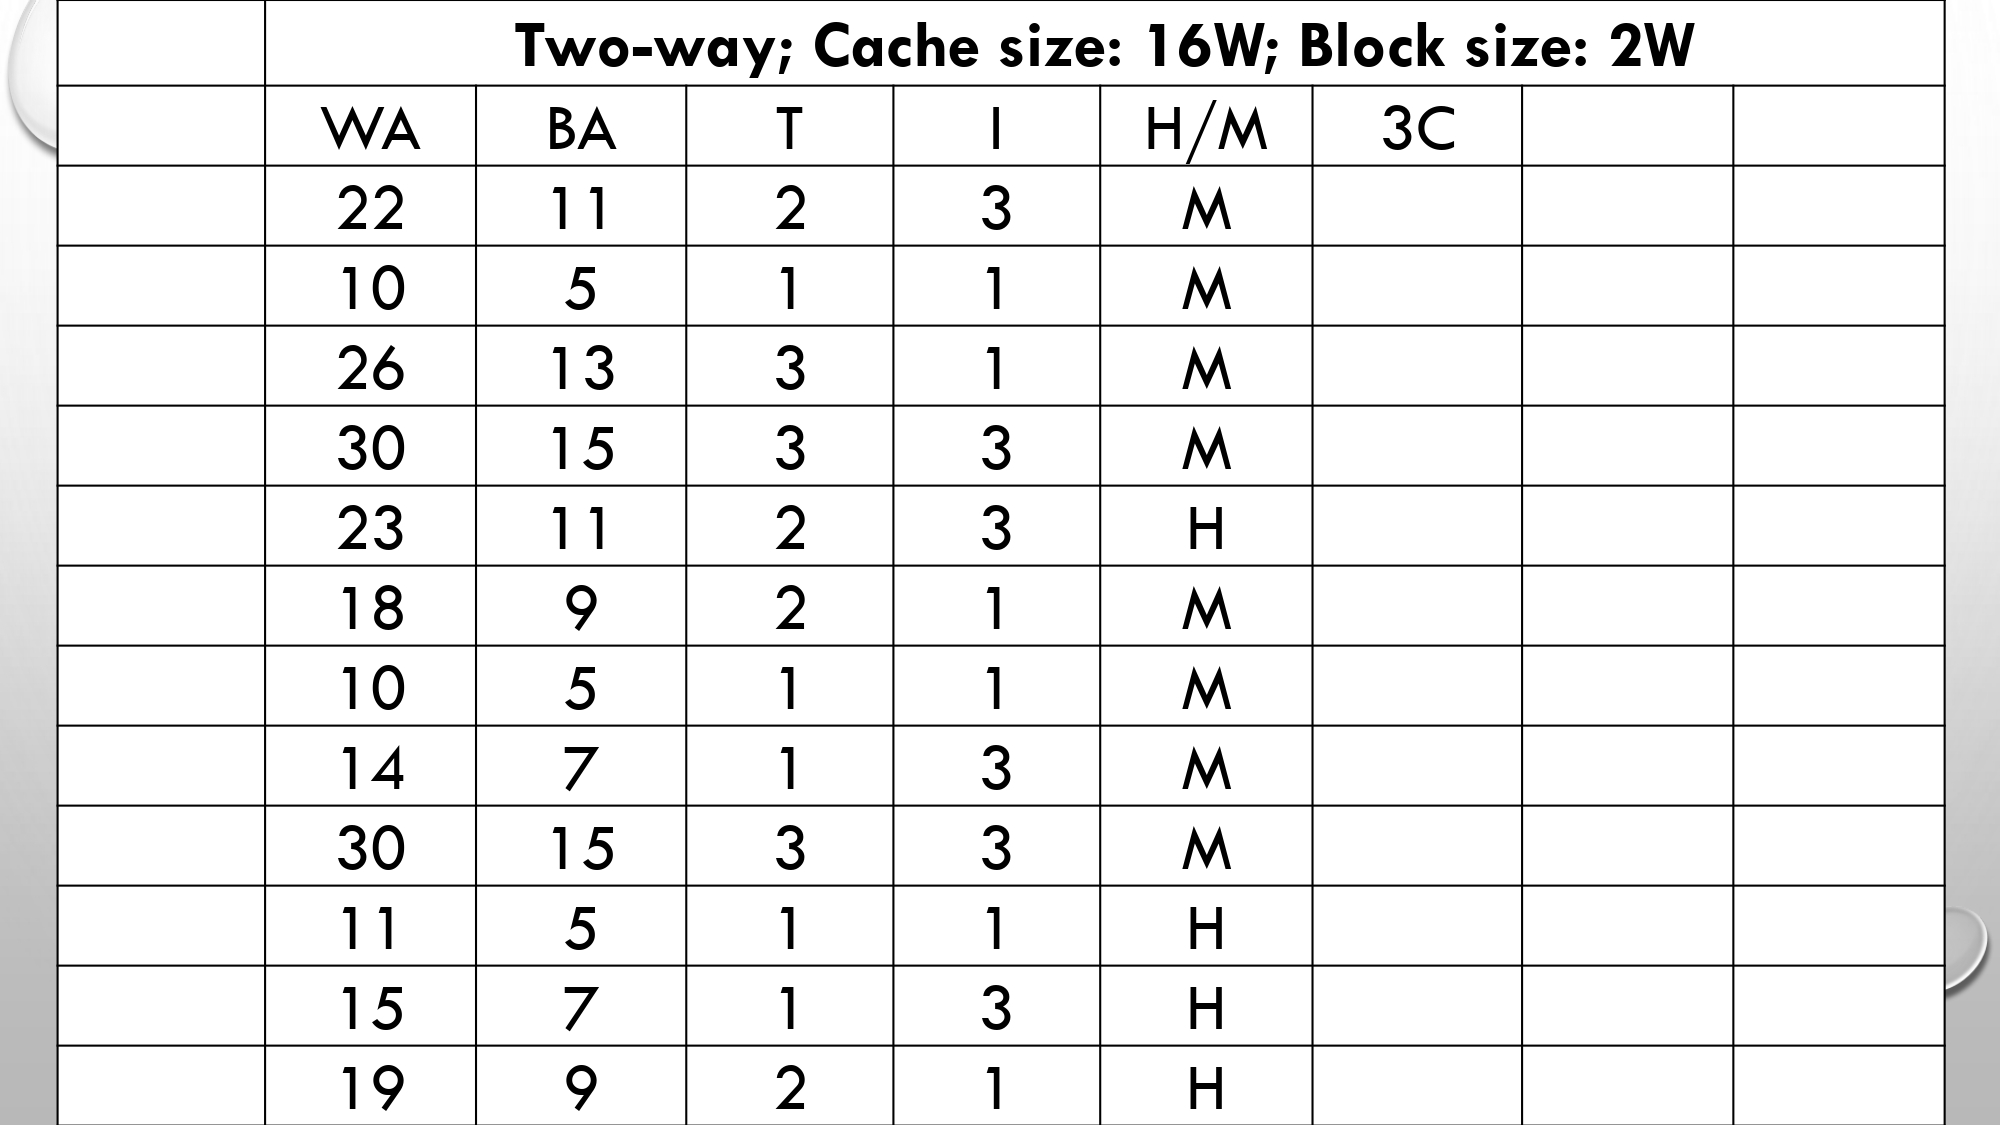 Two-way; Cache size: 16W; Block size: 2W
WA BA T I H/M 3C
22 11 2 3 M
10 5 1 1 M
26 13 3 1 M
30 15 3 3 M
23 11 2 3 H
18 9 2 1 M
10 5 1 1 M
14 7 1 3 M
30 15 3 3 M
11 5 1 1 H
15 7 1 3 H
19 9 2 1 H